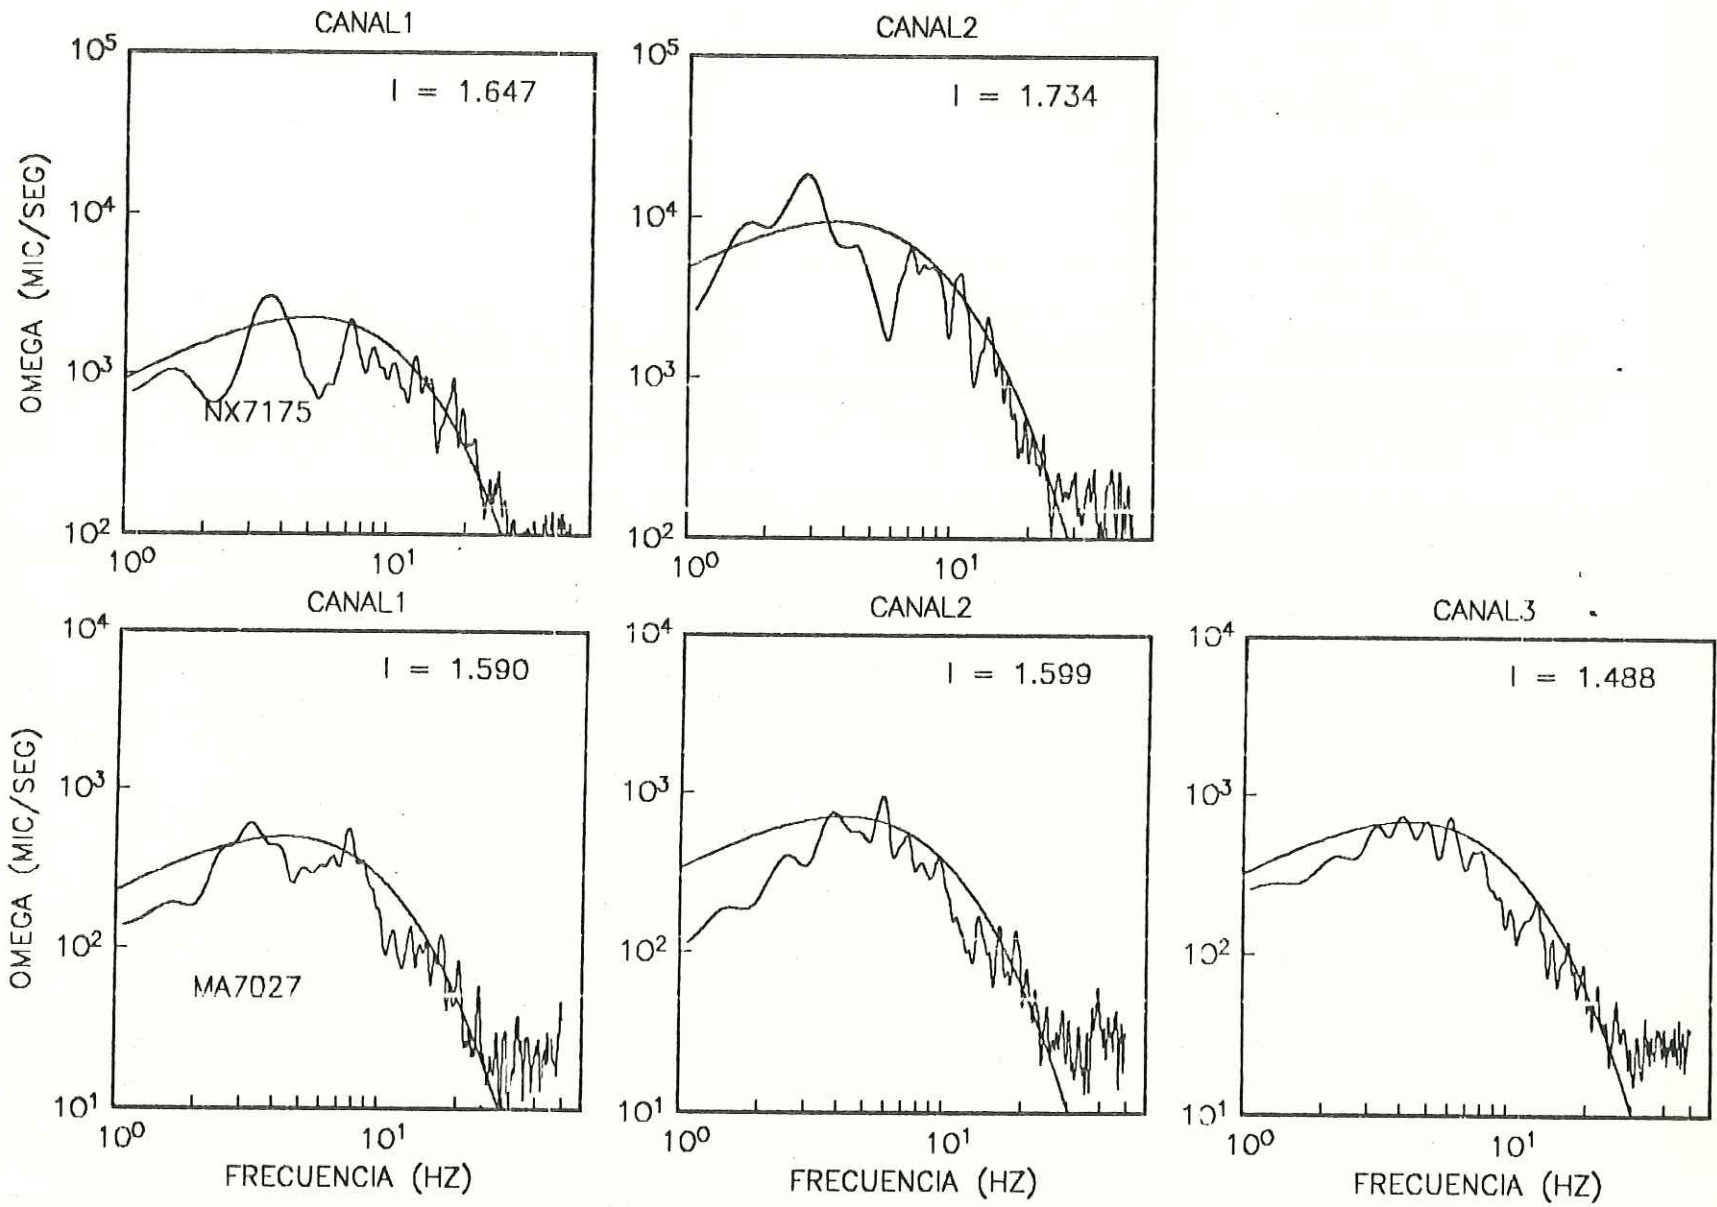 CANAL1
10⁵
I = 1.647
10⁴
10³
10²
OMEGA (MIC/SEG)
NX7175
10⁰ 10¹
CANAL2
10⁵
I = 1.734
10⁴
10³
10²
10⁰ 10¹
CANAL1
10⁴
I = 1.590
10³
10²
10¹
OMEGA (MIC/SEG)
MA7027
10⁰ 10¹
FRECUENCIA (HZ)
CANAL2
10⁴
I = 1.599
10³
10²
10¹
10⁰ 10¹
FRECUENCIA (HZ)
CANAL3
10⁴
I = 1.488
10³
10²
10¹
10⁰ 10¹
FRECUENCIA (HZ)